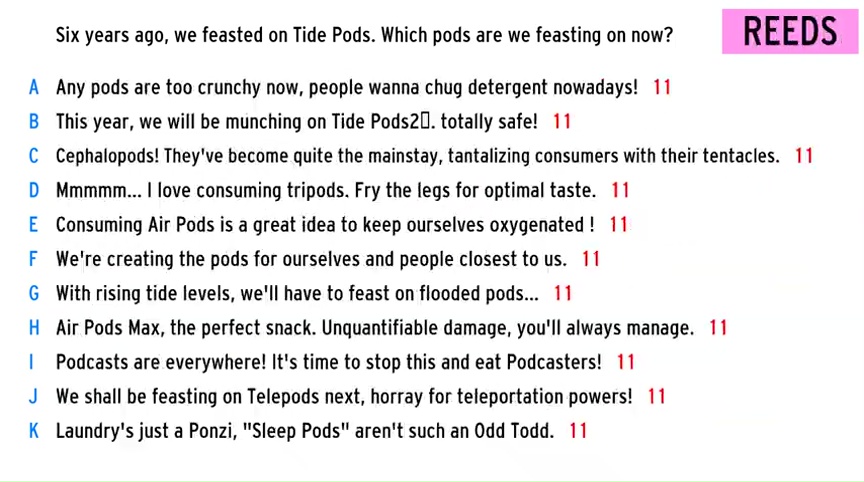 Six years ago, we feasted on Tide Pods. Which pods are we feasting on now?
REEDS
A Any pods are too crunchy now, people wanna chug detergent nowadays! 11
B This year, we will be munching on Tide Pods2▯. totally safe! 11
C Cephalopods! They've become quite the mainstay, tantalizing consumers with their tentacles. 11
D Mmmmm... I love consuming tripods. Fry the legs for optimal taste. 11
E Consuming Air Pods is a great idea to keep ourselves oxygenated ! 11
F We're creating the pods for ourselves and people closest to us. 11
G With rising tide levels, we'll have to feast on flooded pods... 11
H Air Pods Max, the perfect snack. Unquantifiable damage, you'll always manage. 11
I Podcasts are everywhere! It's time to stop this and eat Podcasters! 11
J We shall be feasting on Telepods next, horray for teleportation powers! 11
K Laundry's just a Ponzi, "Sleep Pods" aren't such an Odd Todd. 11